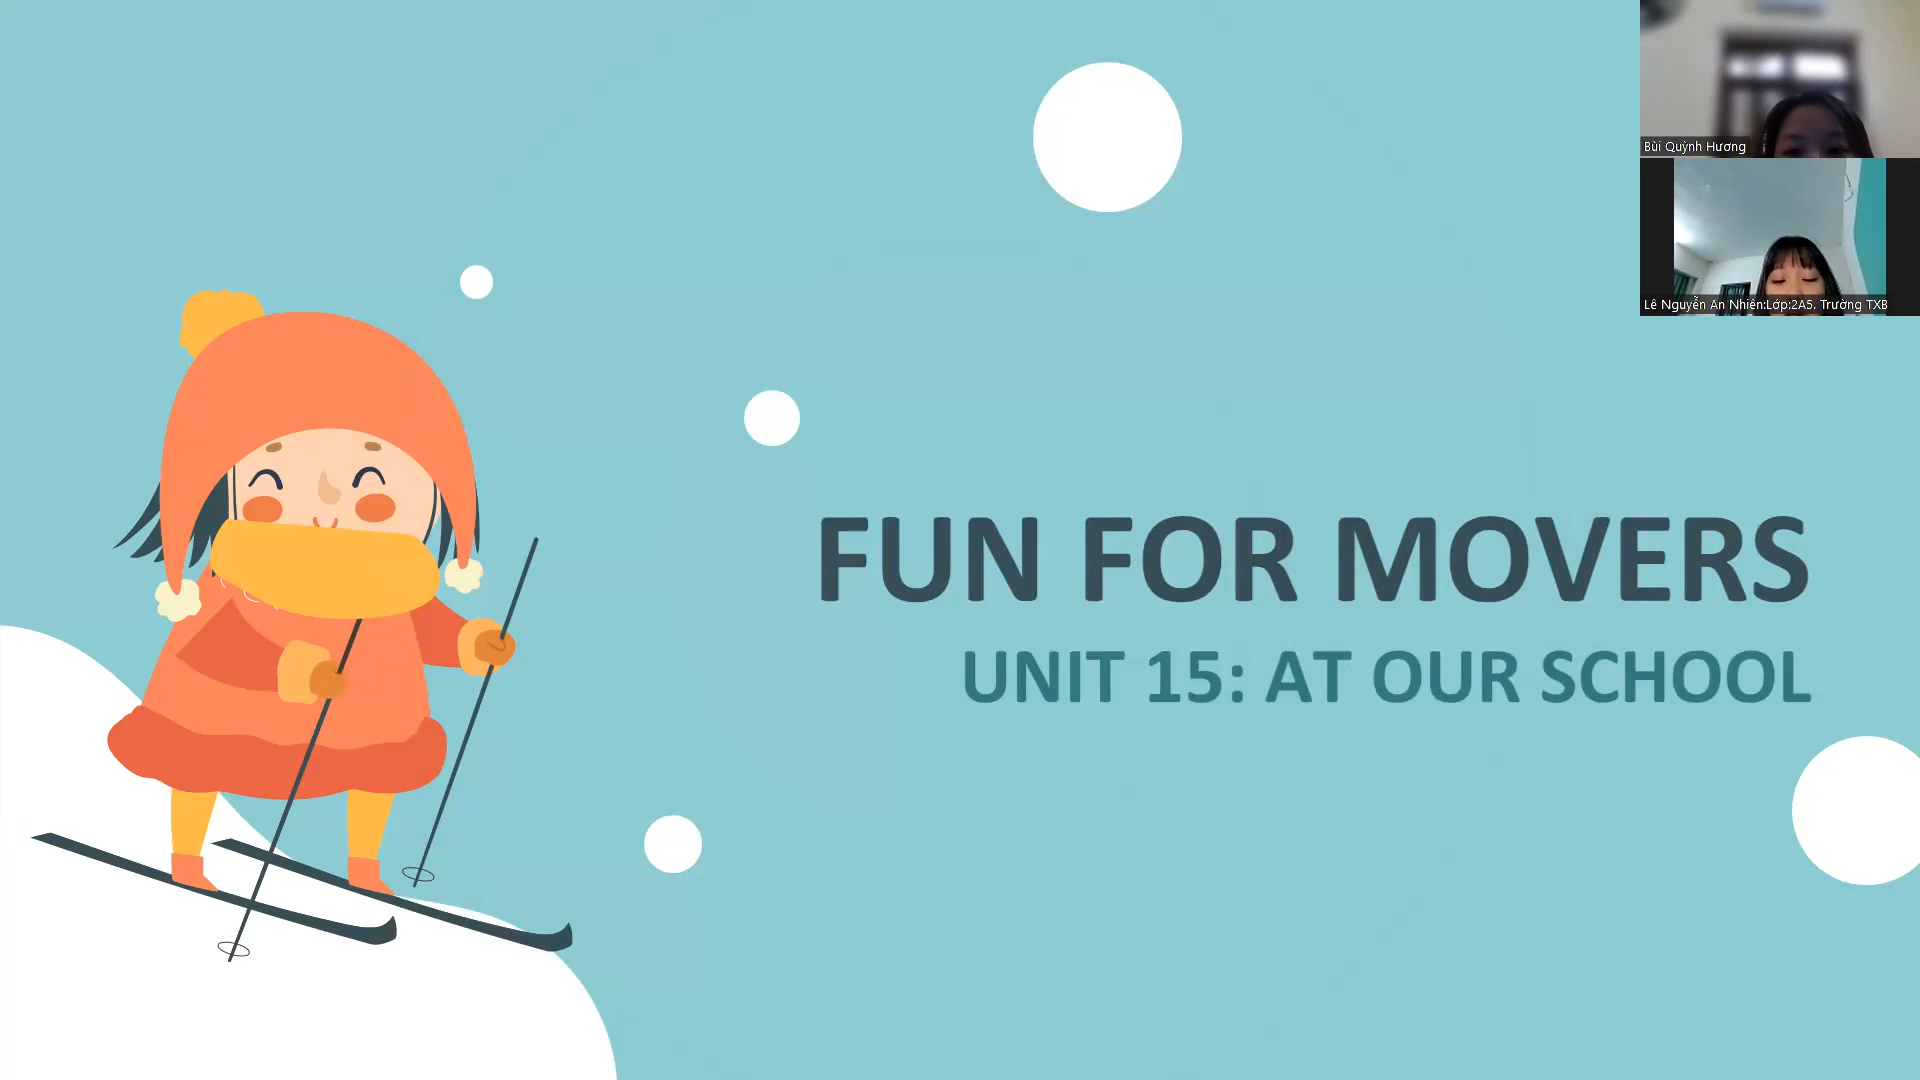 Bùi Quỳnh Hương
Lê Nguyễn An Nhiên:Lớp:2A5. Trường TXB
FUN FOR MOVERS
UNIT 15: AT OUR SCHOOL